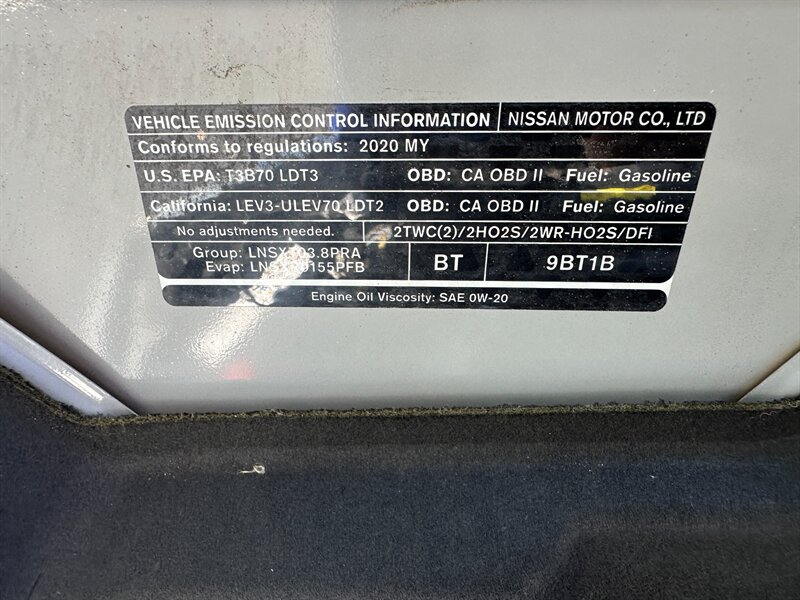 VEHICLE EMISSION CONTROL INFORMATION NISSAN MOTOR CO., LTD
Conforms to regulations: 2020 MY
U.S. EPA: T3B70 LDT3 OBD: CA OBD II Fuel: Gasoline
California: LEV3-ULEV70 LDT2 OBD: CA OBD II Fuel: Gasoline
No adjustments needed. 2TWC(2)/2HO2S/2WR-HO2S/DFI
Group: BT 9BT1B
Evap:
Engine Oil Viscosity: SAE 0W-20